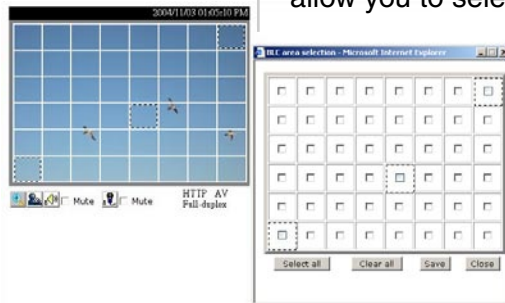 allow you to selec
2004/11/03 01:05:10 PM
BLC area selection - Microsoft Internet Explorer
Mute
Mute
HTTP AV
Full-duplex
Select all
Clear all
Save
Close